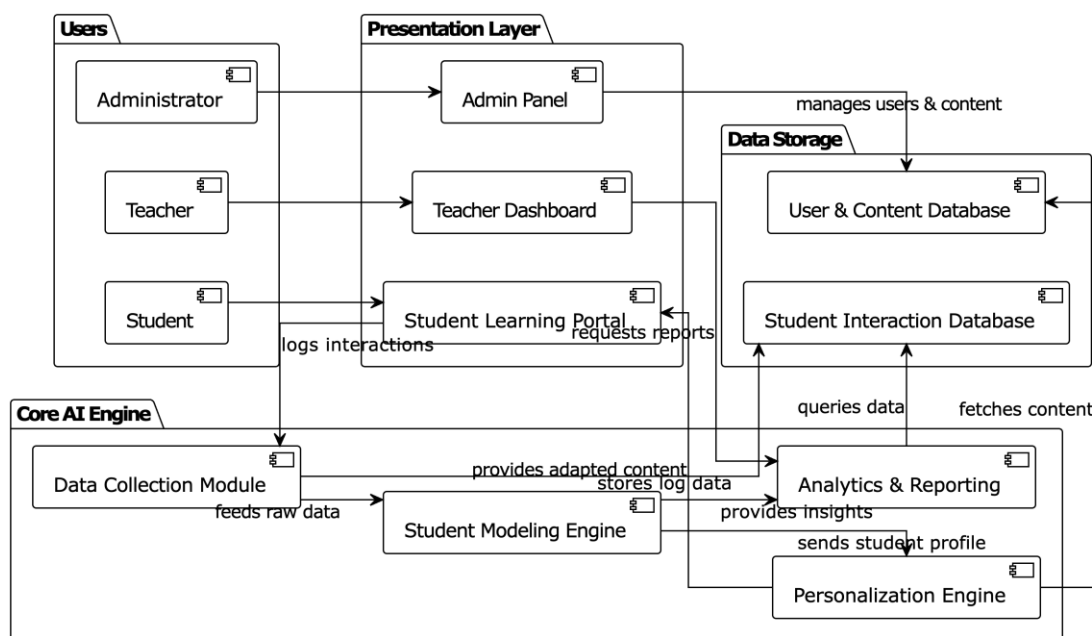 Users
Presentation Layer
Administrator
Admin Panel
manages users & content
Data Storage
Teacher
Teacher Dashboard
User & Content Database
Student
Student Learning Portal
Student Interaction Database
logs interactions
requests reports
Core AI Engine
queries data
fetches content
Data Collection Module
provides adapted content
stores log data
Analytics & Reporting
feeds raw data
Student Modeling Engine
provides insights
sends student profile
Personalization Engine